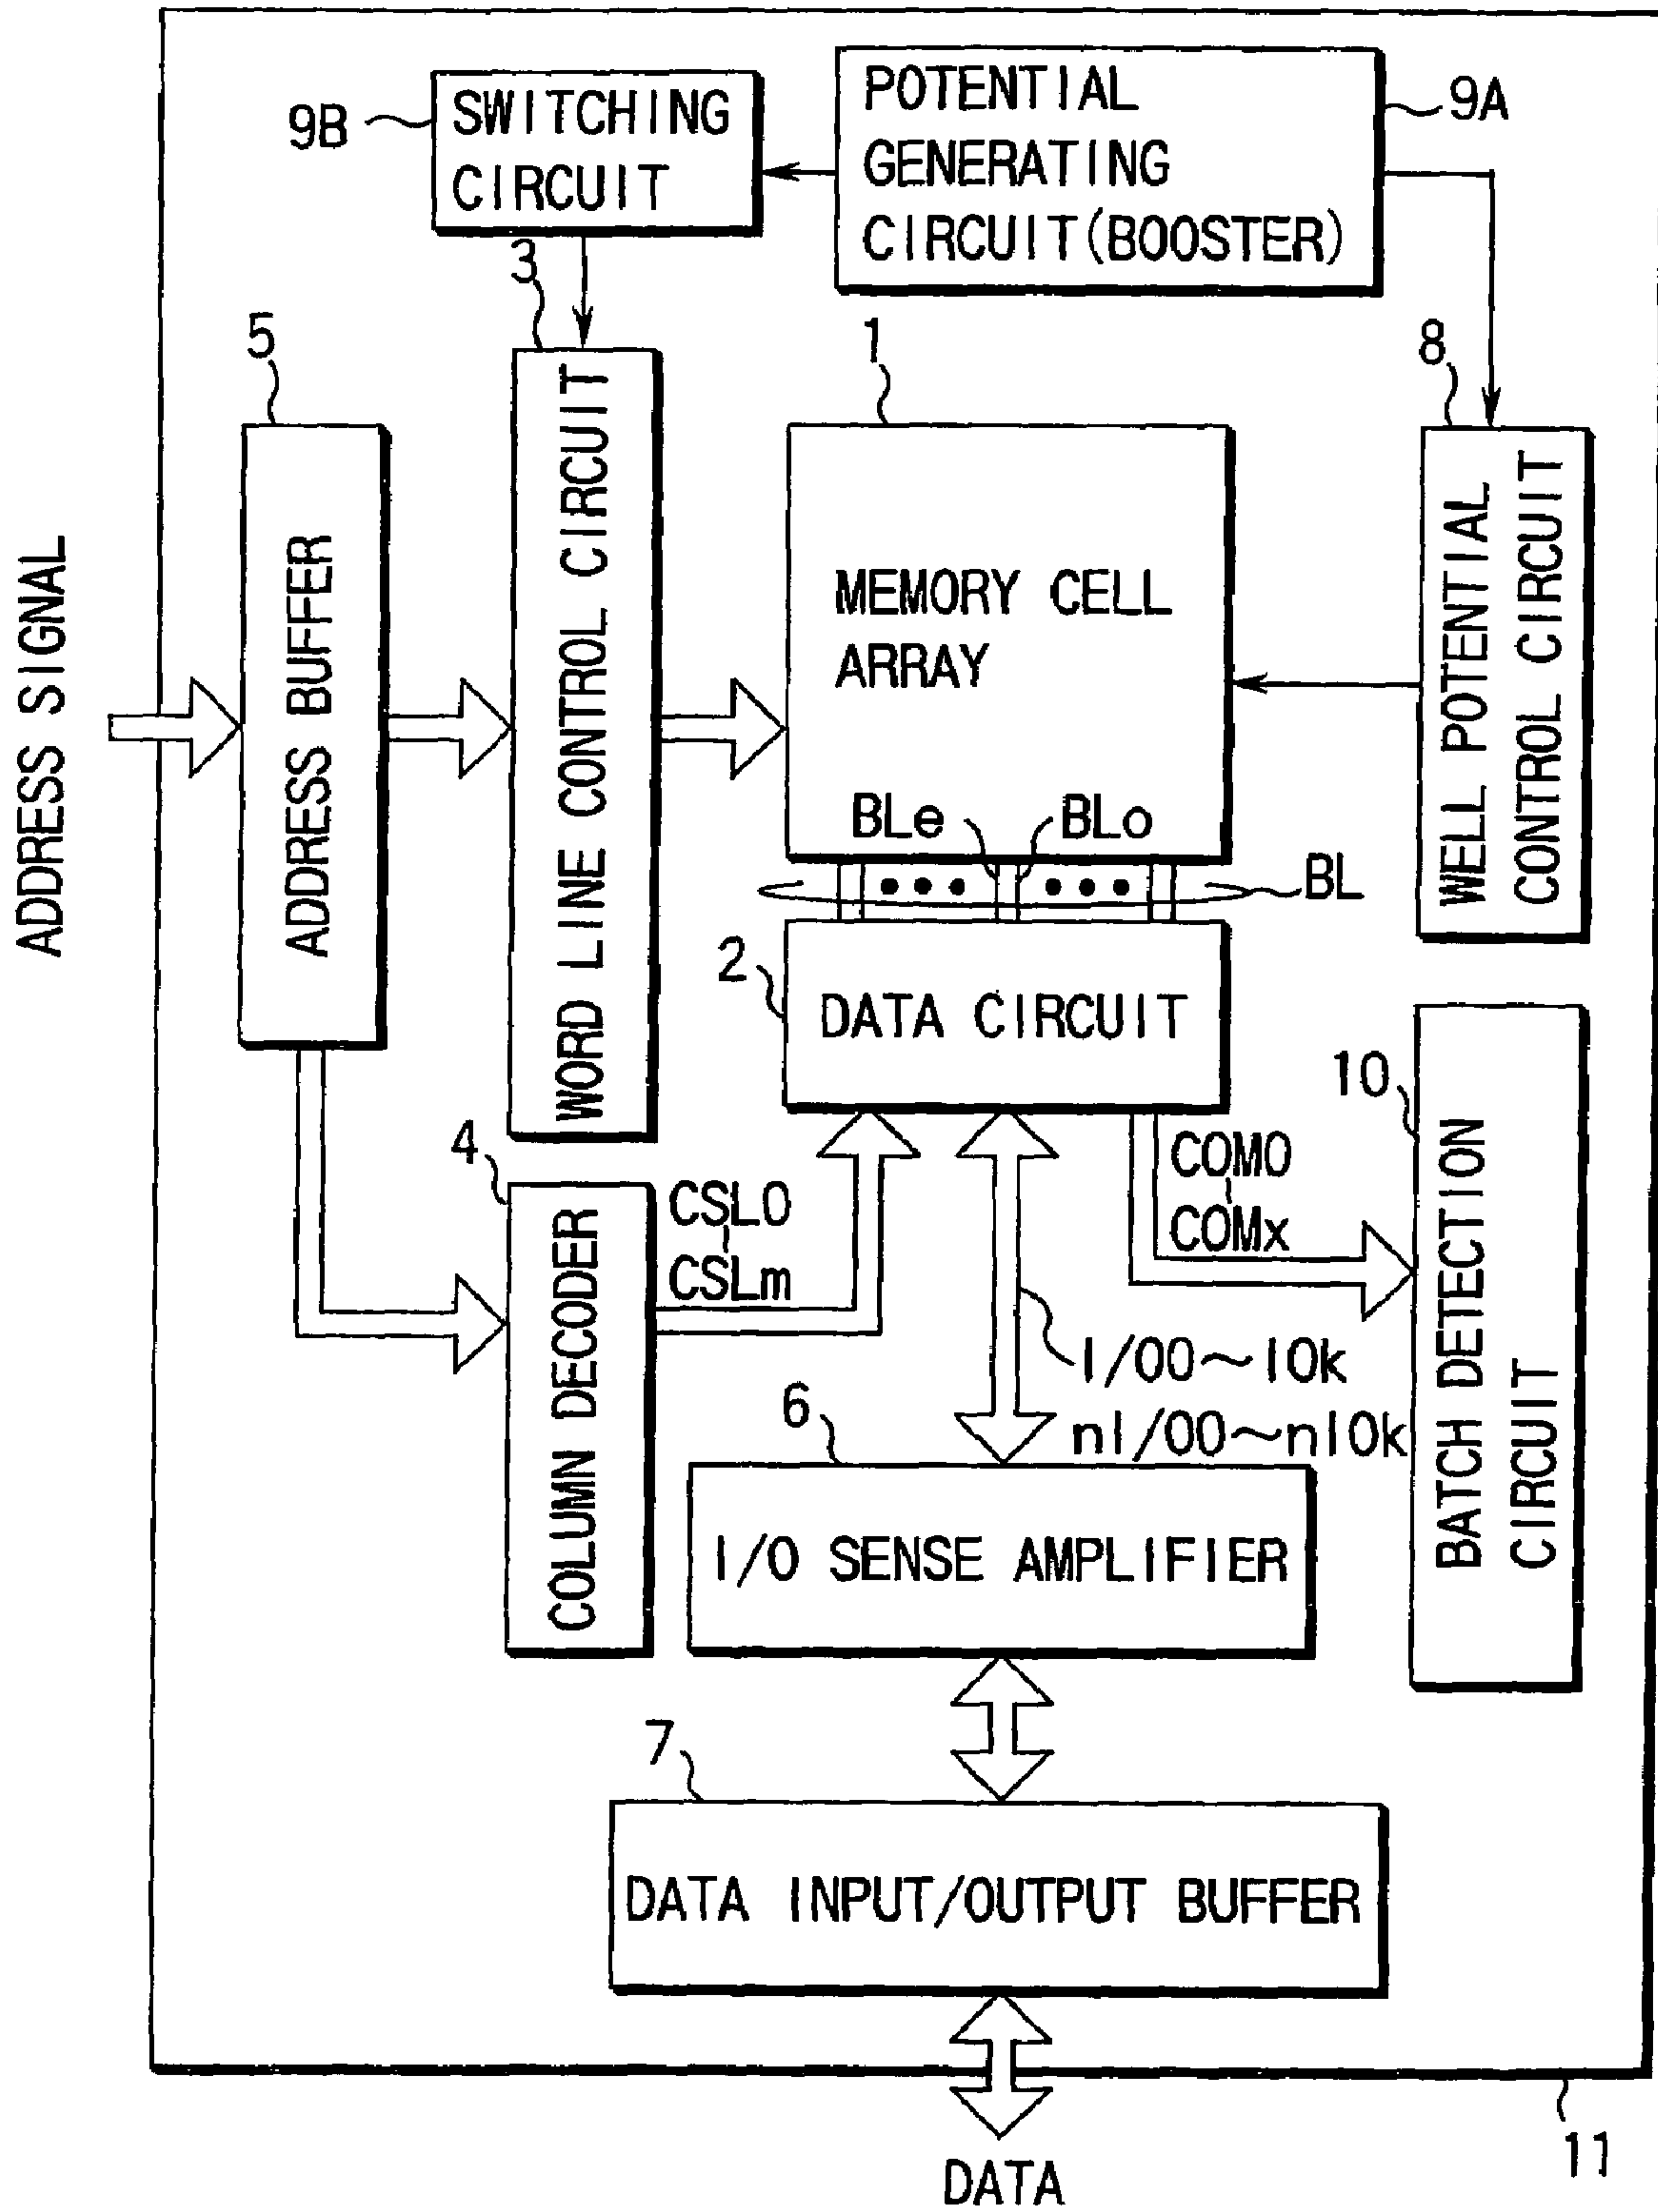 SWITCHING
CIRCUIT
9B
POTENTIAL
GENERATING
CIRCUIT(BOOSTER)
9A
3
5
1
8
ADDRESS SIGNAL
ADDRESS BUFFER
WORD LINE CONTROL CIRCUIT
MEMORY CELL
ARRAY
WELL POTENTIAL
CONTROL CIRCUIT
BLe
BLo
BL
2
DATA CIRCUIT
10
4
COLUMN DECODER
CSL0
~
CSLm
COM0
~
COMx
BATCH DETECTION
CIRCUIT
I/O0~IOk
nI/O0~nIOk
6
I/O SENSE AMPLIFIER
7
DATA INPUT/OUTPUT BUFFER
DATA
11